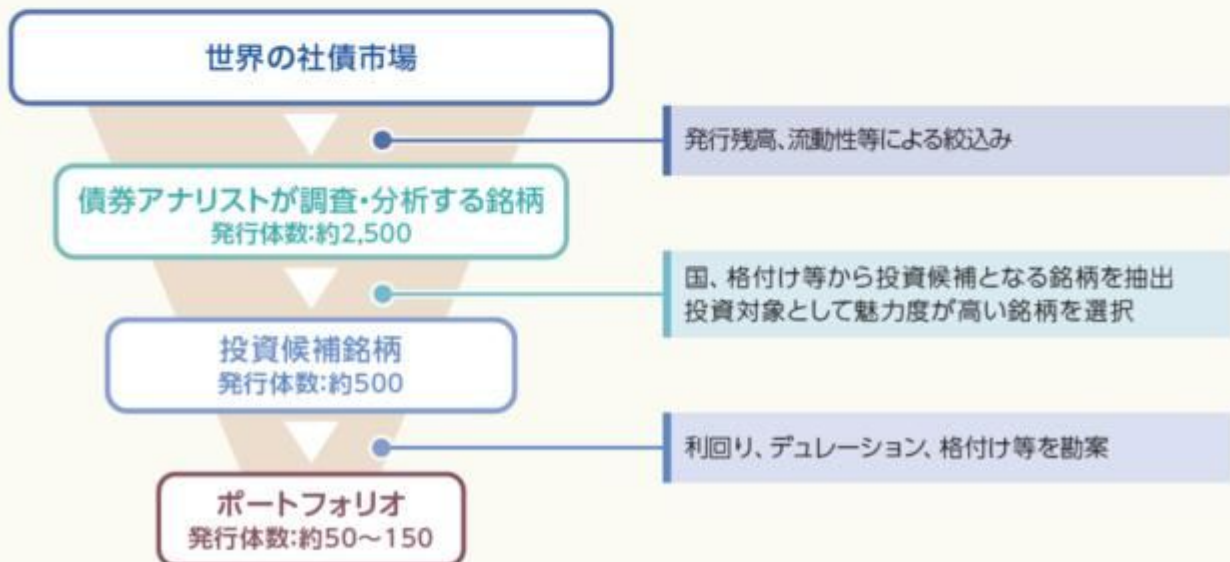 世界の社債市場
発行残高、流動性等による絞込み
債券アナリストが調査・分析する銘柄
発行体数:約2,500
国、格付け等から投資候補となる銘柄を抽出
投資対象として魅力度が高い銘柄を選択
投資候補銘柄
発行体数:約500
利回り、デュレーション、格付け等を勘案
ポートフォリオ
発行体数:約50〜150